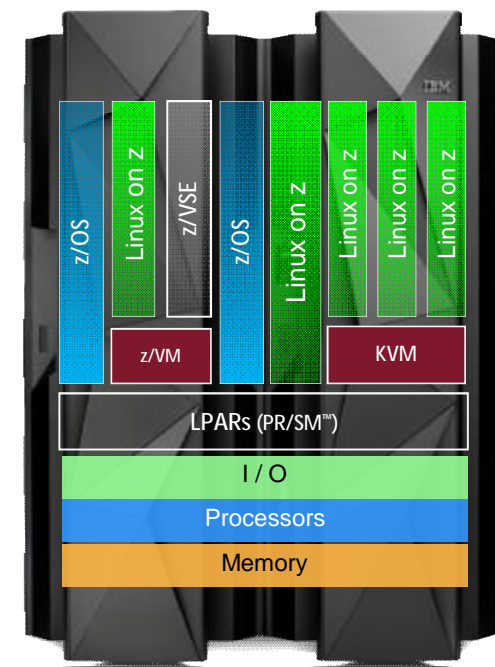 IBM
z/OS
Linux on z
z/VSE
z/OS
Linux on z
Linux on z
Linux on z
Linux on z
z/VM
KVM
LPARs (PR/SM™)
I / O
Processors
Memory